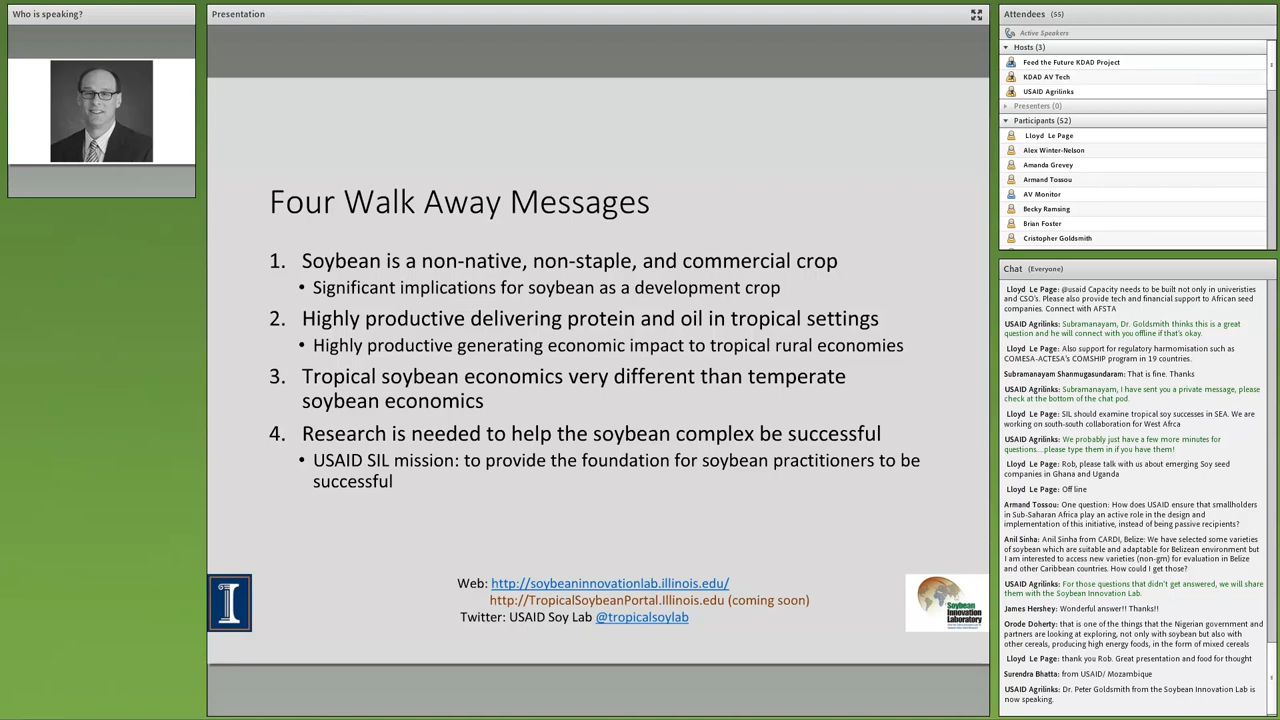 Who is speaking?
Presentation
Four Walk Away Messages
1. Soybean is a non-native, non-staple, and commercial crop
• Significant implications for soybean as a development crop
2. Highly productive delivering protein and oil in tropical settings
• Highly productive generating economic impact to tropical rural economies
3. Tropical soybean economics very different than temperate
soybean economics
4. Research is needed to help the soybean complex be successful
• USAID SIL mission: to provide the foundation for soybean practitioners to be
successful
Web: http://soybeaninnovationlab.illinois.edu/
http://TropicalSoybeanPortal.Illinois.edu (coming soon)
Twitter: USAID Soy Lab @tropicalsoylab
I
Soybean
Innovation
Laboratory
Attendees (55)
Active Speakers
Hosts (3)
Feed the Future KDAD Project
KDAD AV Tech
USAID Agrilinks
Presenters (0)
Participants (52)
Lloyd Le Page
Alex Winter-Nelson
Amanda Grevey
Armand Tossou
AV Monitor
Becky Ramsing
Brian Foster
Cristopher Goldsmith
Chat (Everyone)
Lloyd Le Page: @usaid Capacity needs to be built not only in univeristies
and CSO's. Please also provide tech and financial support to African seed
companies. Connect with AFSTA
USAID Agrilinks: Subramanayam, Dr. Goldsmith thinks this is a great
question and he will connect with you offline if that's okay.
Lloyd Le Page: Also support for regulatory harmonisation such as
COMESA-ACTESA's COMSHIP program in 19 countries.
Subramanayam Shanmugasundaram: That is fine. Thanks
USAID Agrilinks: Subramanayam, I have sent you a private message, please
check at the bottom of the chat pod.
Lloyd Le Page: SIL should examine tropical soy successes in SEA. We are
working on south-south collaboration for West Afrca
USAID Agrilinks: We probably just have a few more minutes for
questions...please type them in if you have them!
Lloyd Le Page: Rob, please talk with us about emerging Soy seed
companies in Ghana and Uganda
Lloyd Le Page: Off line
Armand Tossou: One question: How does USAID ensure that smallholders
in Sub-Saharan Africa play an active role in the design and
implementation of this initiative, instead of being passive recipients?
Anil Sinha: Anil Sinha from CARDI, Belize: We have selected some varieties
of soybean which are suitable and adaptable for Belizean environment but
I am interested to access new varieties (non-gm) for evaluation in Belize
and other Caribbean countries. How could I get those?
USAID Agrilinks: For those questions that didn't get answered, we will share
them with the Soybean Innovation Lab.
James Hershey: Wonderful answer!! Thanks!!
Orode Doherty: that is one of the things that the Nigerian government and
partners are looking at exploring, not only with soybean but also with
other cereals, producing high energy foods, in the form of mixed cereals
Lloyd Le Page: thank you Rob. Great presentation and food for thought
Surendra Bhatta: from USAID/ Mozambique
USAID Agrilinks: Dr. Peter Goldsmith from the Soybean Innovation Lab is
now speaking.